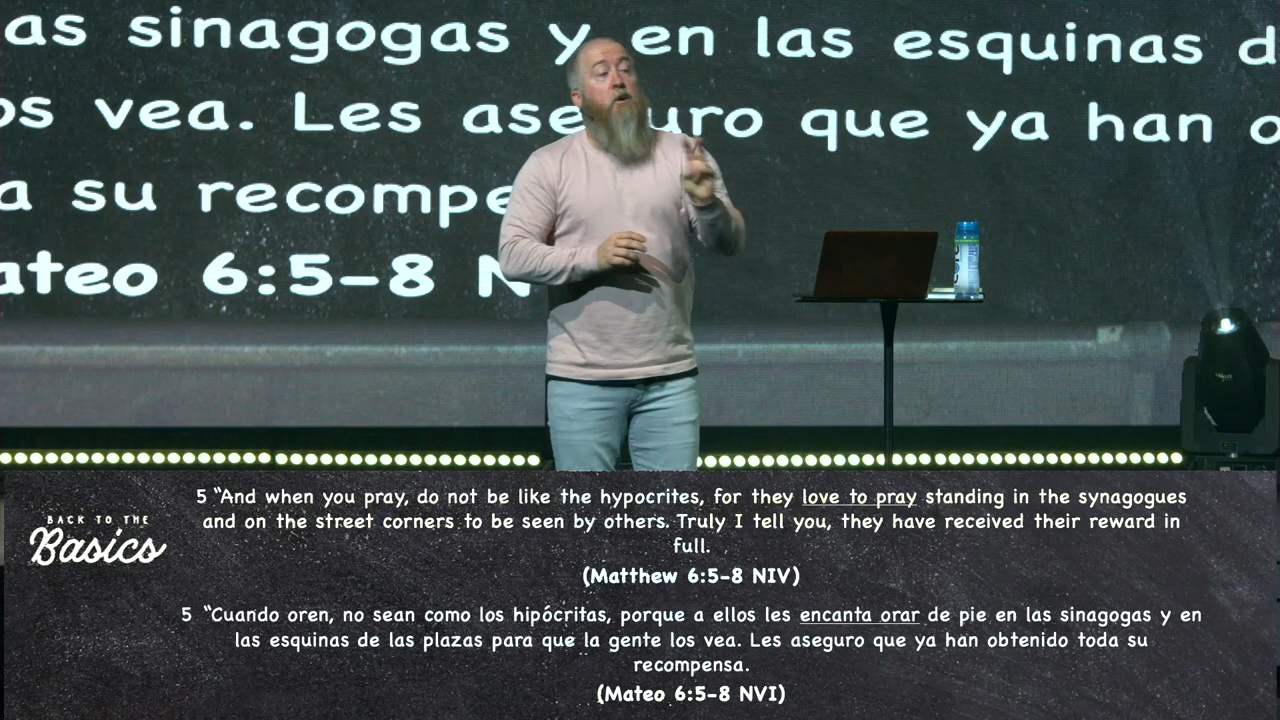 as sinagogas y en las esquinas d
os vea. Les aseguro que ya han o
a su recompe
ateo 6:5-8 N
BACK TO THE
Basics
5 “And when you pray, do not be like the hypocrites, for they love to pray standing in the synagogues
and on the street corners to be seen by others. Truly I tell you, they have received their reward in
full.
(Matthew 6:5-8 NIV)
5 “Cuando oren, no sean como los hipócritas, porque a ellos les encanta orar de pie en las sinagogas y en
las esquinas de las plazas para que la gente los vea. Les aseguro que ya han obtenido toda su
recompensa.
(Mateo 6:5-8 NVI)